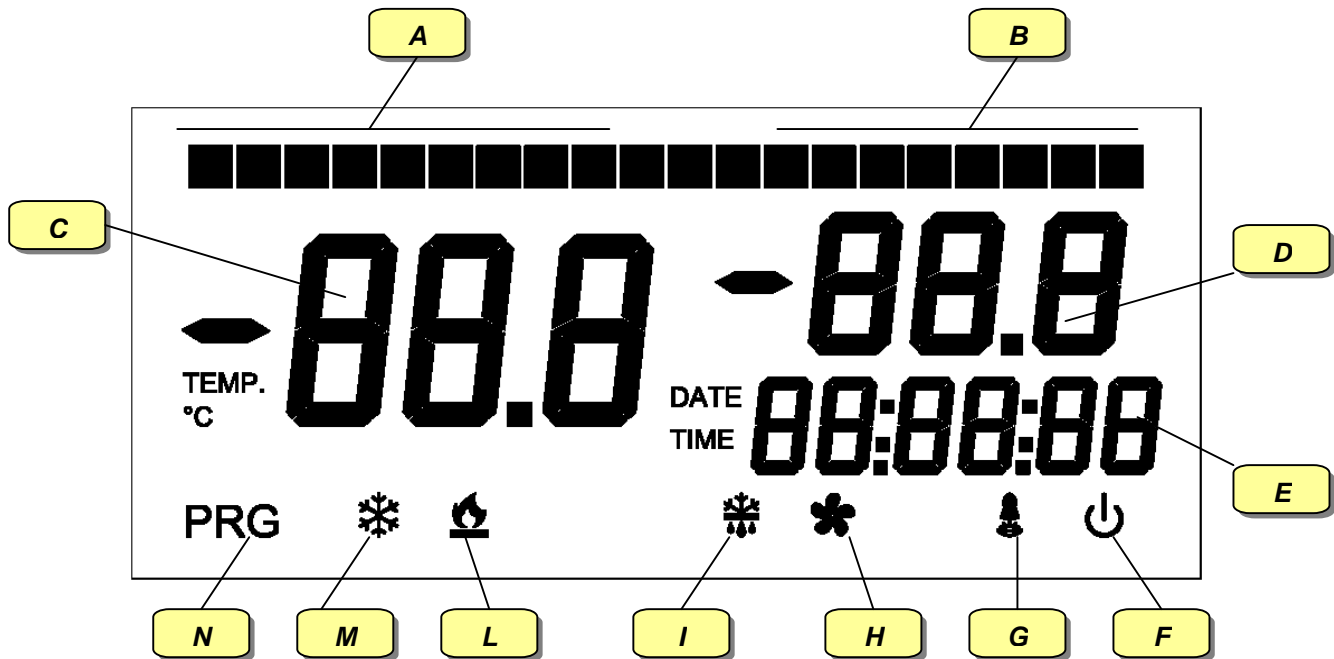 A B
C
-88.8 -88.8
D
TEMP.
°C
DATE
TIME
88:88:88
E
PRG
N M L I H G F